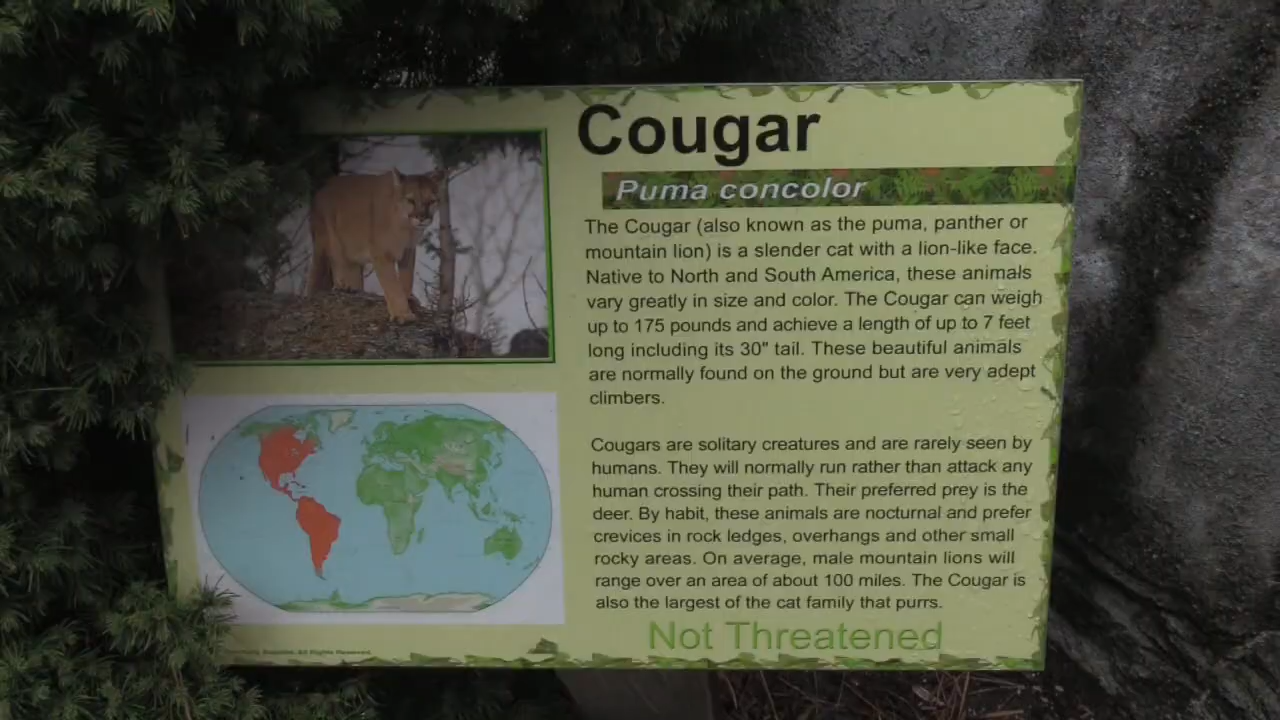 Cougar
Puma concolor
The Cougar (also known as the puma, panther or
mountain lion) is a slender cat with a lion-like face.
Native to North and South America, these animals
vary greatly in size and color. The Cougar can weigh
up to 175 pounds and achieve a length of up to 7 feet
long including its 30" tail. These beautiful animals
are normally found on the ground but are very adept
climbers.
Cougars are solitary creatures and are rarely seen by
humans. They will normally run rather than attack any
human crossing their path. Their preferred prey is the
deer. By habit, these animals are nocturnal and prefer
crevices in rock ledges, overhangs and other small
rocky areas. On average, male mountain lions will
range over an area of about 100 miles. The Cougar is
also the largest of the cat family that purrs.
Not Threatened
All Rights Reserved.